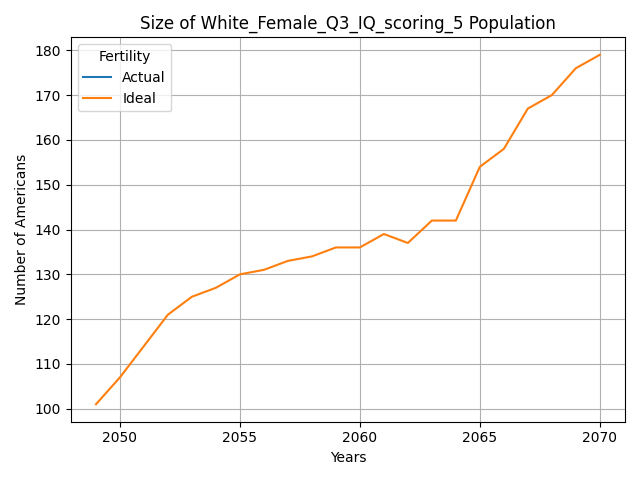 Size of White_Female_Q3_IQ_scoring_5 Population
Fertility
Actual
Ideal
Number of Americans
180
170
160
150
140
130
120
110
100
2050
2055
2060
2065
2070
Years